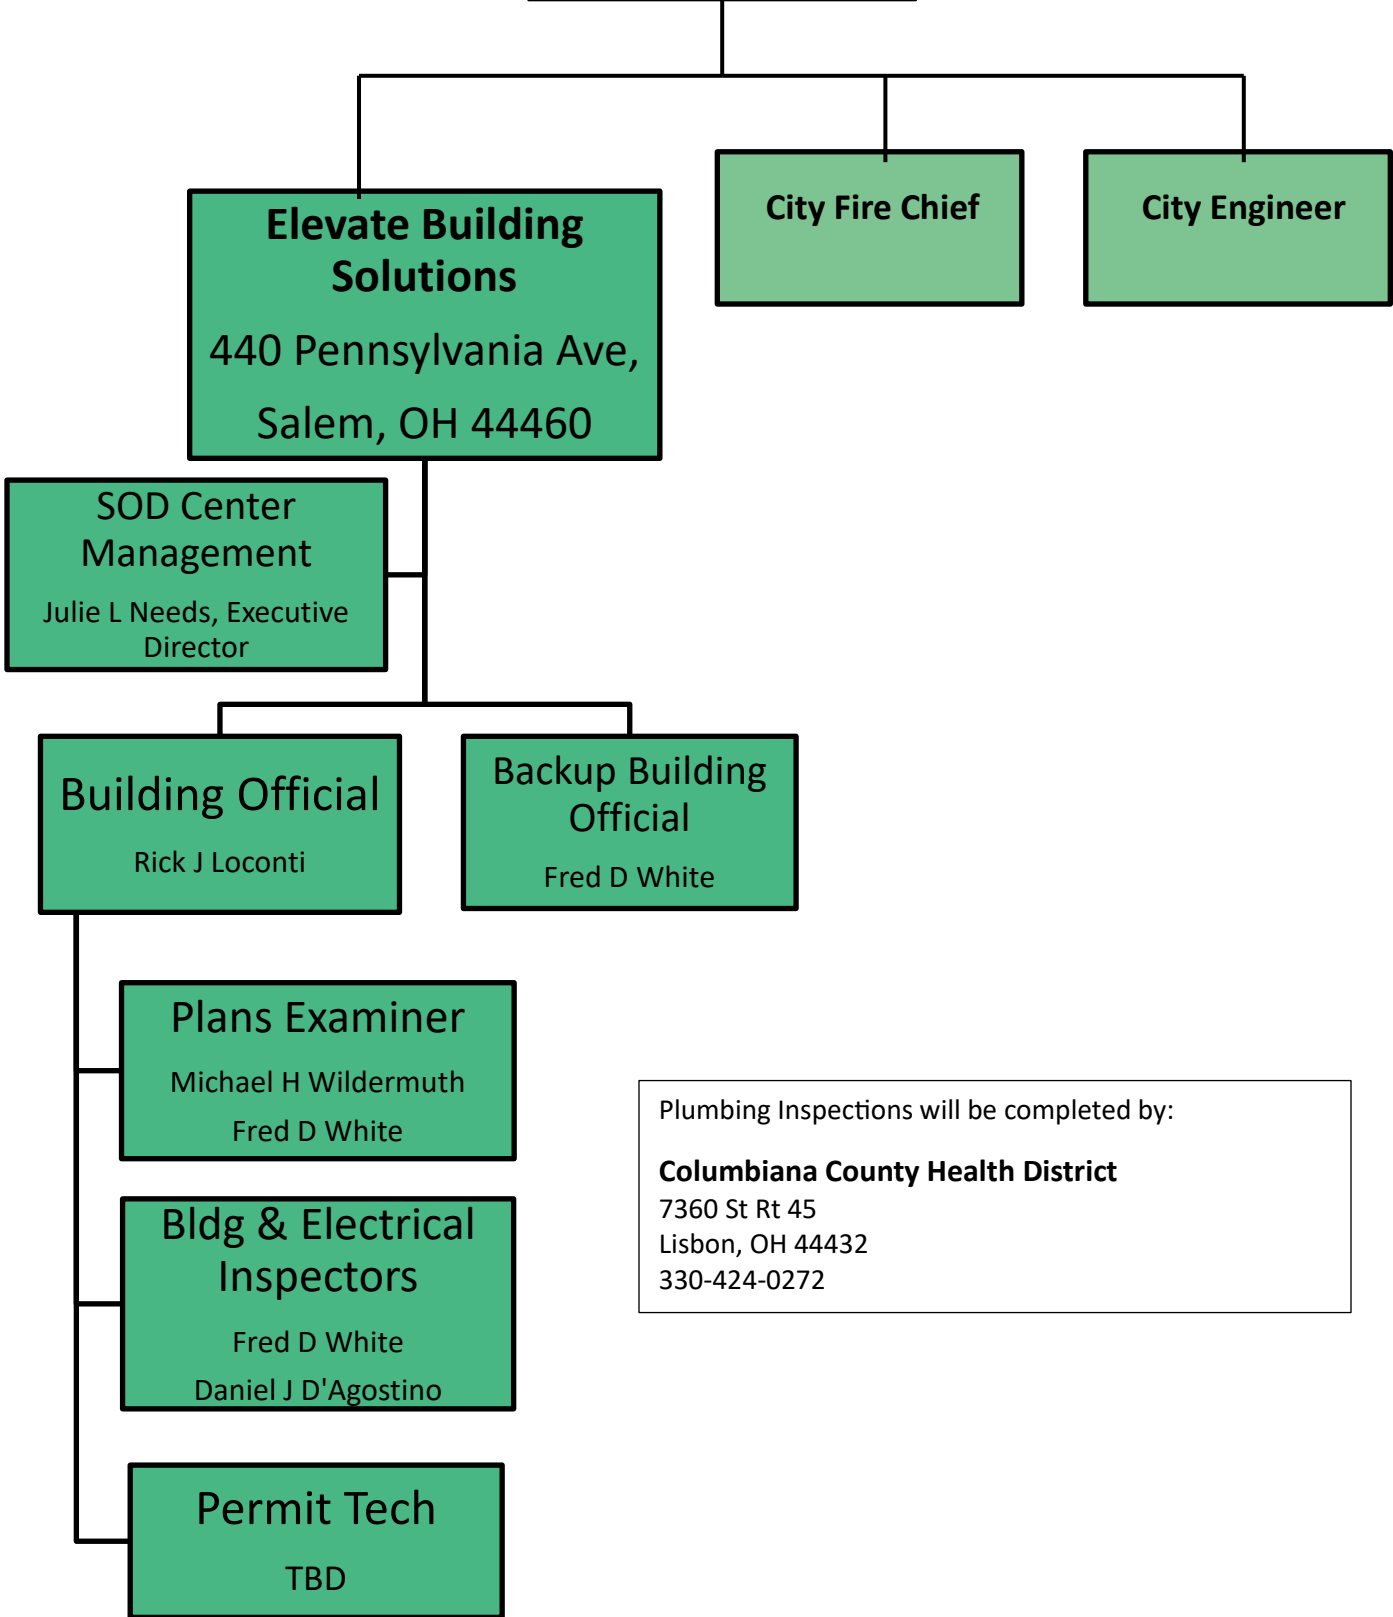 Elevate Building
Solutions
440 Pennsylvania Ave,
Salem, OH 44460
City Fire Chief
City Engineer
SOD Center
Management
Julie L Needs, Executive
Director
Building Official
Rick J Loconti
Backup Building
Official
Fred D White
Plans Examiner
Michael H Wildermuth
Fred D White
Bldg & Electrical
Inspectors
Fred D White
Daniel J D'Agostino
Permit Tech
TBD
Plumbing Inspections will be completed by:
Columbiana County Health District
7360 St Rt 45
Lisbon, OH 44432
330-424-0272